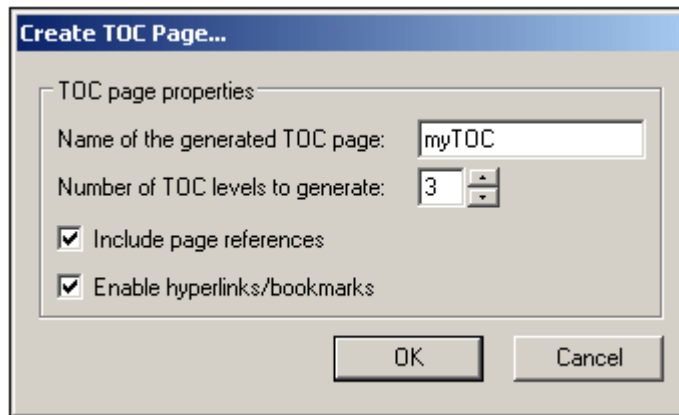 Create TOC Page...
TOC page properties
Name of the generated TOC page: myTOC
Number of TOC levels to generate: 3
Include page references
Enable hyperlinks/bookmarks
OK Cancel